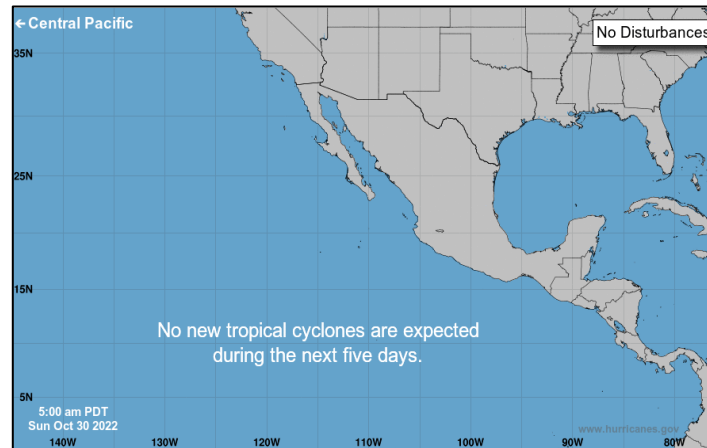 ← Central Pacific
No Disturbances
35N
25N
15N
No new tropical cyclones are expected
during the next five days.
5N
5:00 am PDT
Sun Oct 30 2022
www.hurricanes.gov
140W
130W
120W
110W
100W
90W
80W